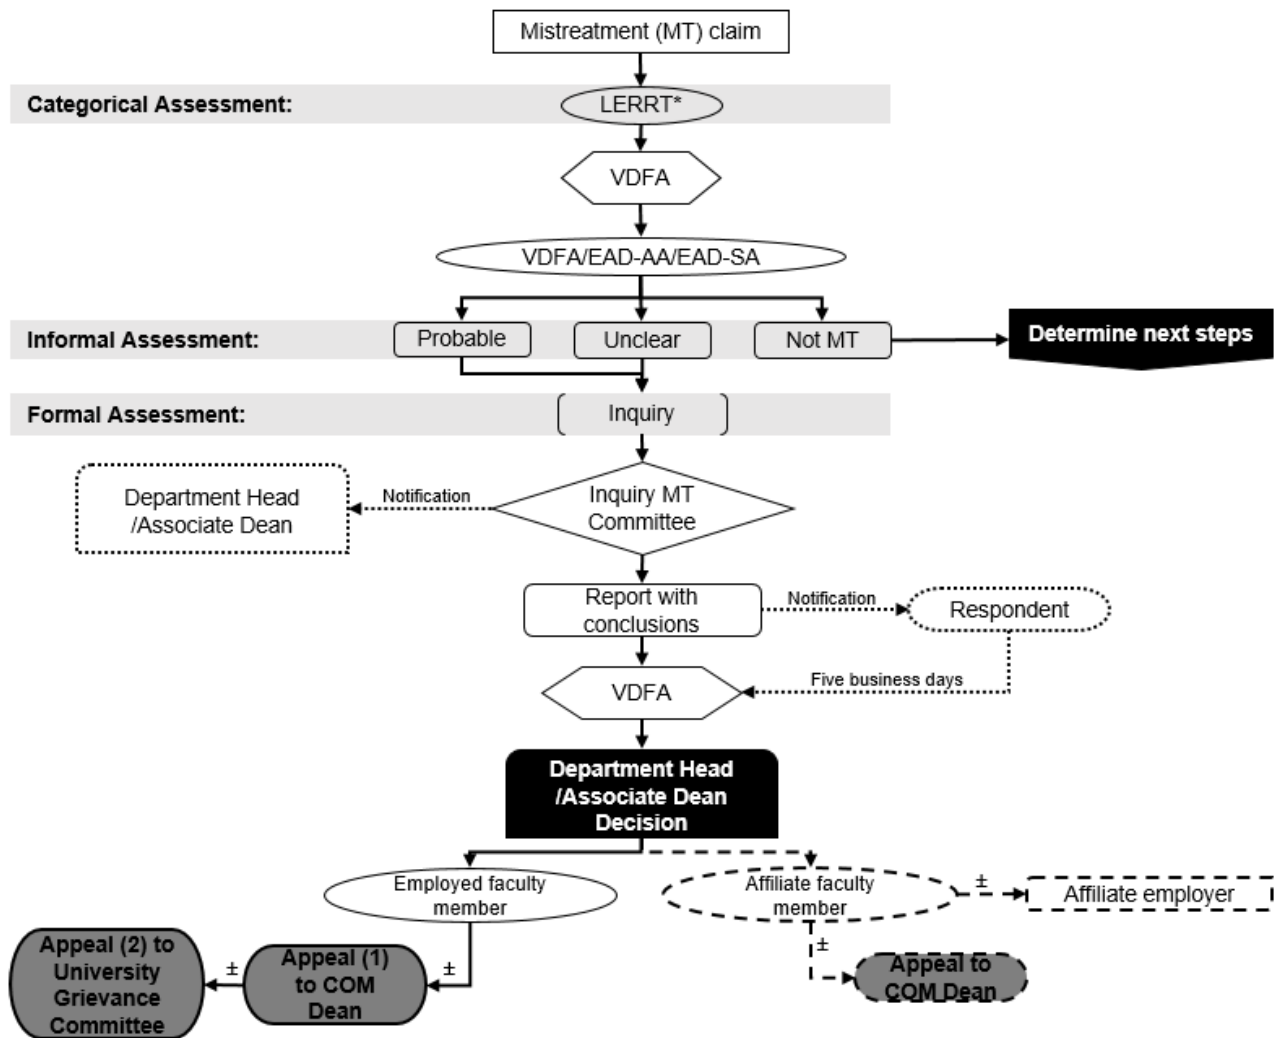 Mistreatment (MT) claim
Categorical Assessment:
LERRT*
VDFA
VDFA/EAD-AA/EAD-SA
Informal Assessment:
Probable
Unclear
Not MT
Determine next steps
Formal Assessment:
Inquiry
Department Head
/Associate Dean
Notification
Inquiry MT
Committee
Report with
conclusions
Notification
Respondent
VDFA
Five business days
Department Head
/Associate Dean
Decision
Employed faculty
member
Affiliate faculty
member
±
Affiliate employer
Appeal (2) to
University
Grievance
Committee
±
Appeal (1)
to COM
Dean
±
±
Appeal to
COM Dean